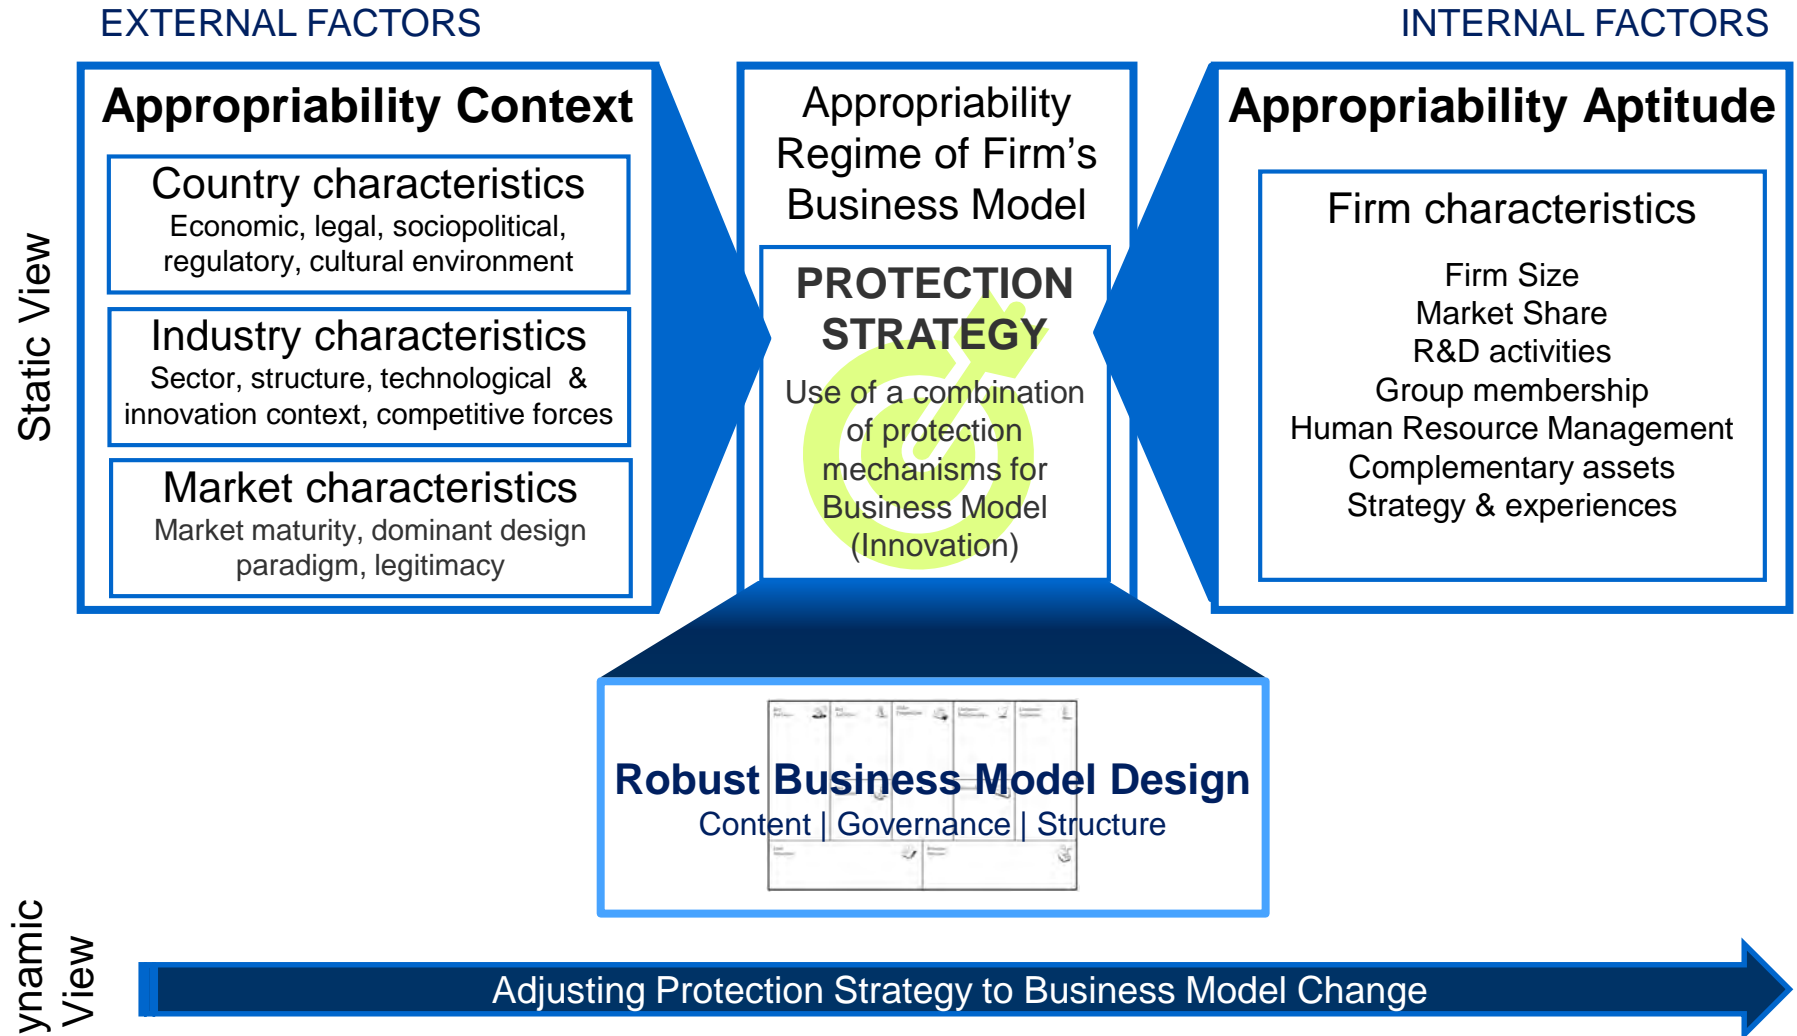 EXTERNAL FACTORS
INTERNAL FACTORS
Static View
Appropriability Context
Country characteristics
Economic, legal, sociopolitical,
regulatory, cultural environment
Industry characteristics
Sector, structure, technological &
innovation context, competitive forces
Market characteristics
Market maturity, dominant design
paradigm, legitimacy
Appropriability
Regime of Firm's
Business Model
PROTECTION
STRATEGY
Use of a combination
of protection
mechanisms for
Business Model
(Innovation)
Appropriability Aptitude
Firm characteristics
Firm Size
Market Share
R&D activities
Group membership
Human Resource Management
Complementary assets
Strategy & experiences
Robust Business Model Design
Content | Governance | Structure
ynamic
View
Adjusting Protection Strategy to Business Model Change